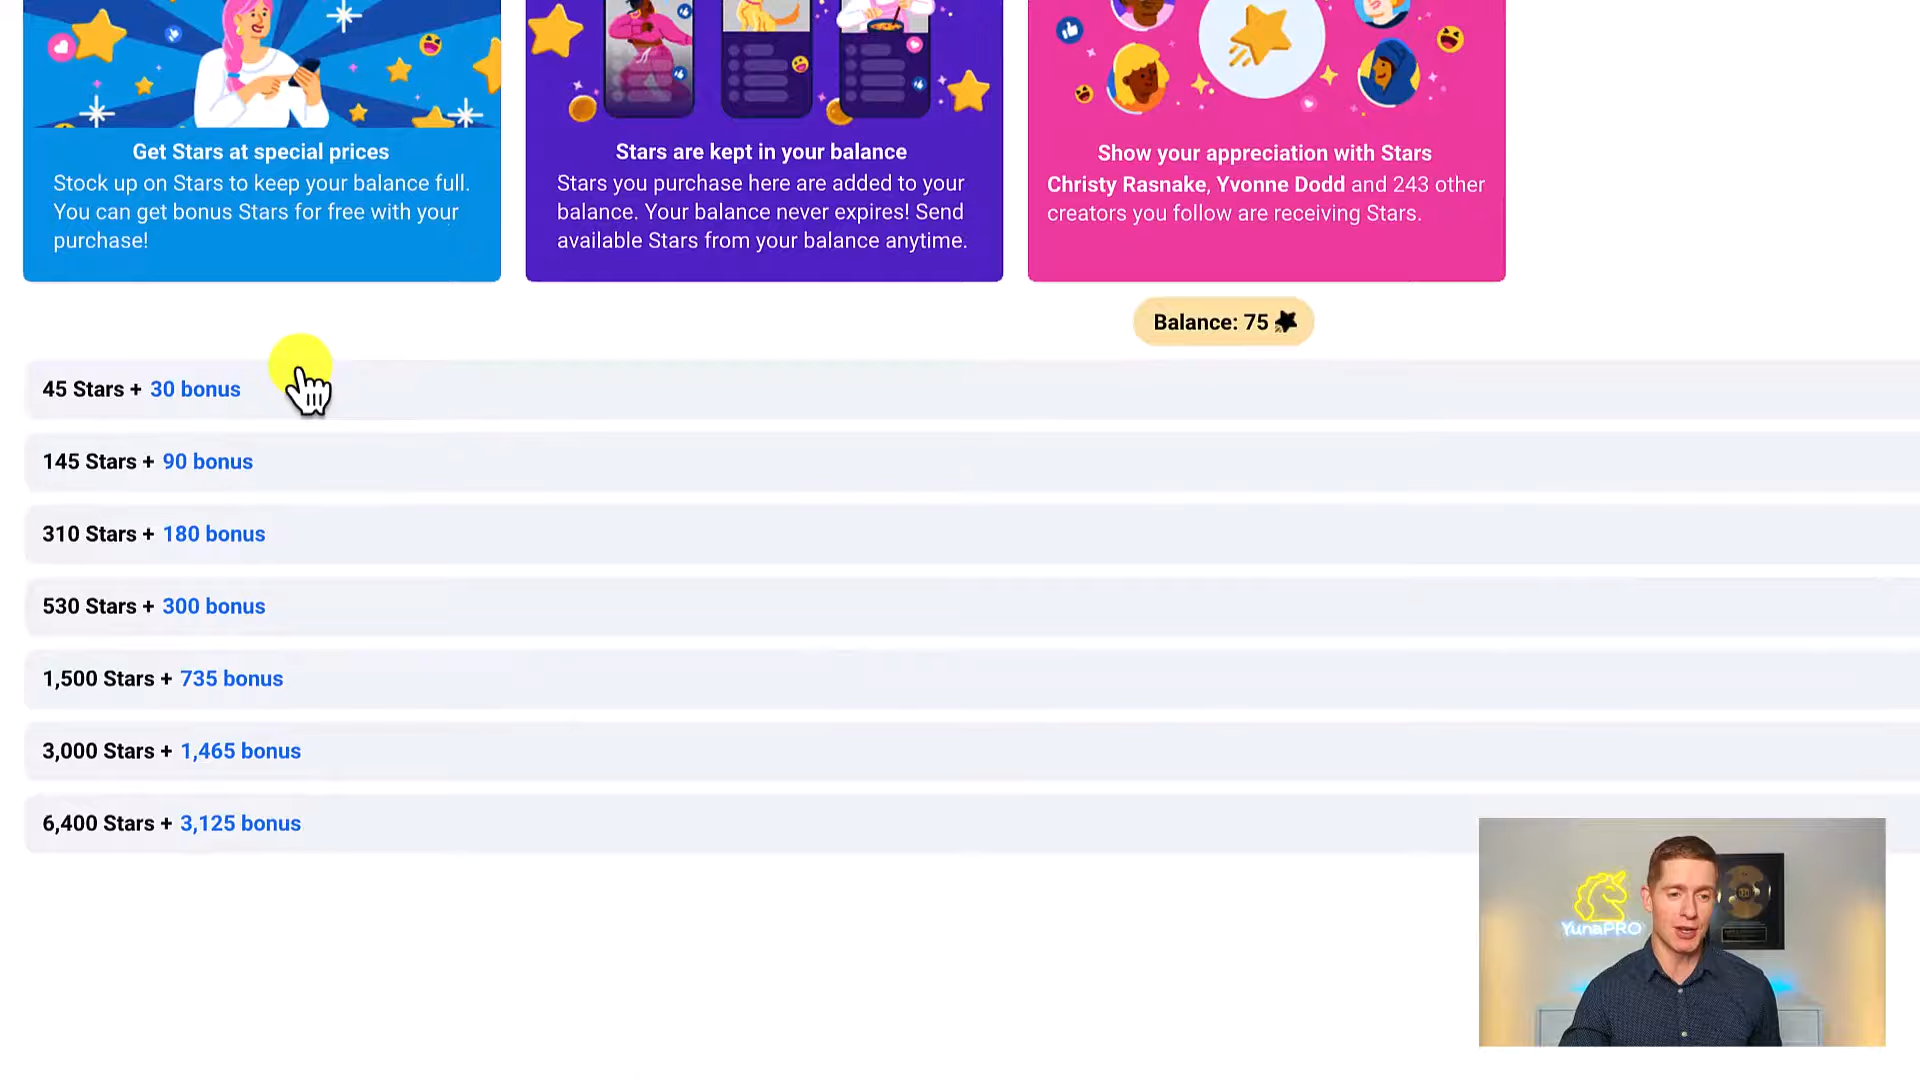 Get Stars at special prices
Stock up on Stars to keep your balance full.
You can get bonus Stars for free with your
purchase!
Stars are kept in your balance
Stars you purchase here are added to your
balance. Your balance never expires! Send
available Stars from your balance anytime.
Show your appreciation with Stars
Christy Rasnake, Yvonne Dodd and 243 other
creators you follow are receiving Stars.
Balance: 75
45 Stars + 30 bonus
145 Stars + 90 bonus
310 Stars + 180 bonus
530 Stars + 300 bonus
1,500 Stars + 735 bonus
3,000 Stars + 1,465 bonus
6,400 Stars + 3,125 bonus
YunaPRO